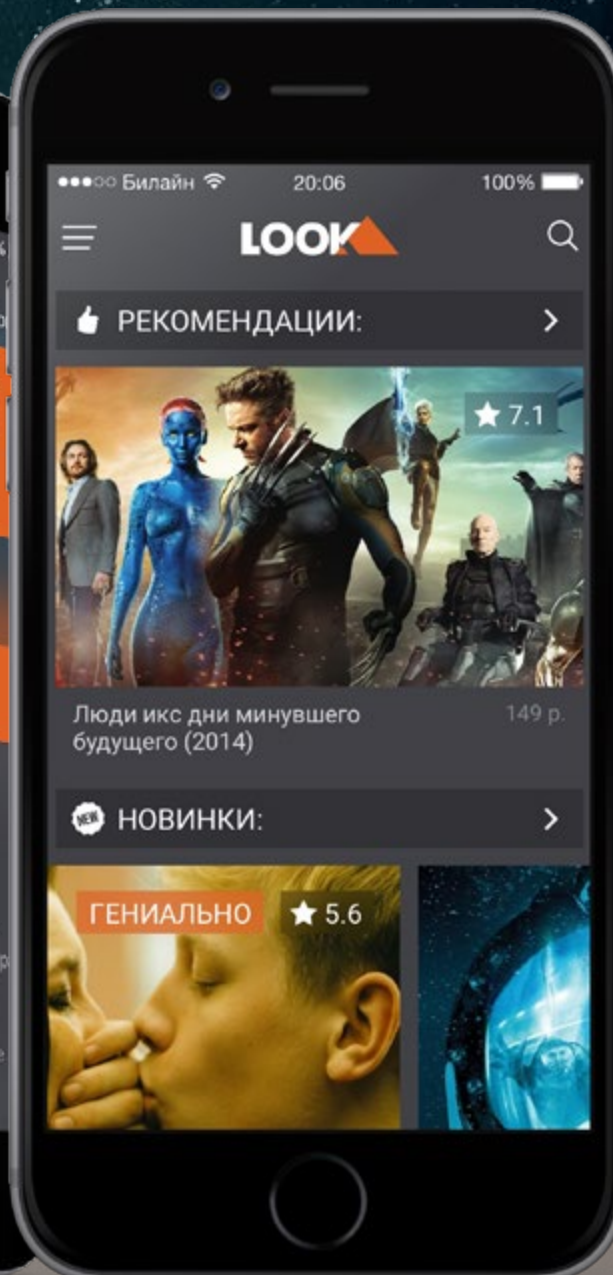 Билайн 20:06 100%
LOOK
РЕКОМЕНДАЦИИ:
7.1
Люди икс дни минувшего 149 р.
будущего (2014)
NEW НОВИНКИ:
ГЕНИАЛЬНО 5.6